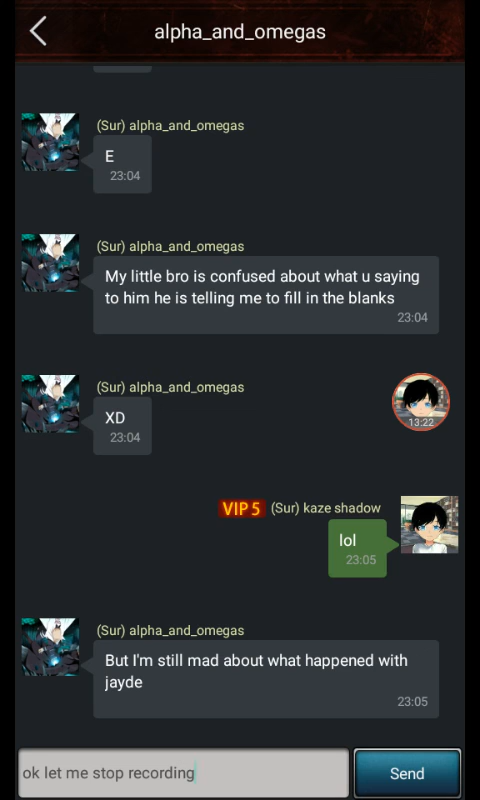 alpha_and_omegas
(Sur) alpha_and_omegas
E
23:04
(Sur) alpha_and_omegas
My little bro is confused about what u saying
to him he is telling me to fill in the blanks
23:04
(Sur) alpha_and_omegas
XD
23:04
13:22
VIP 5 (Sur) kaze shadow
lol
23:05
(Sur) alpha_and_omegas
But I'm still mad about what happened with
jayde
23:05
ok let me stop recording
Send